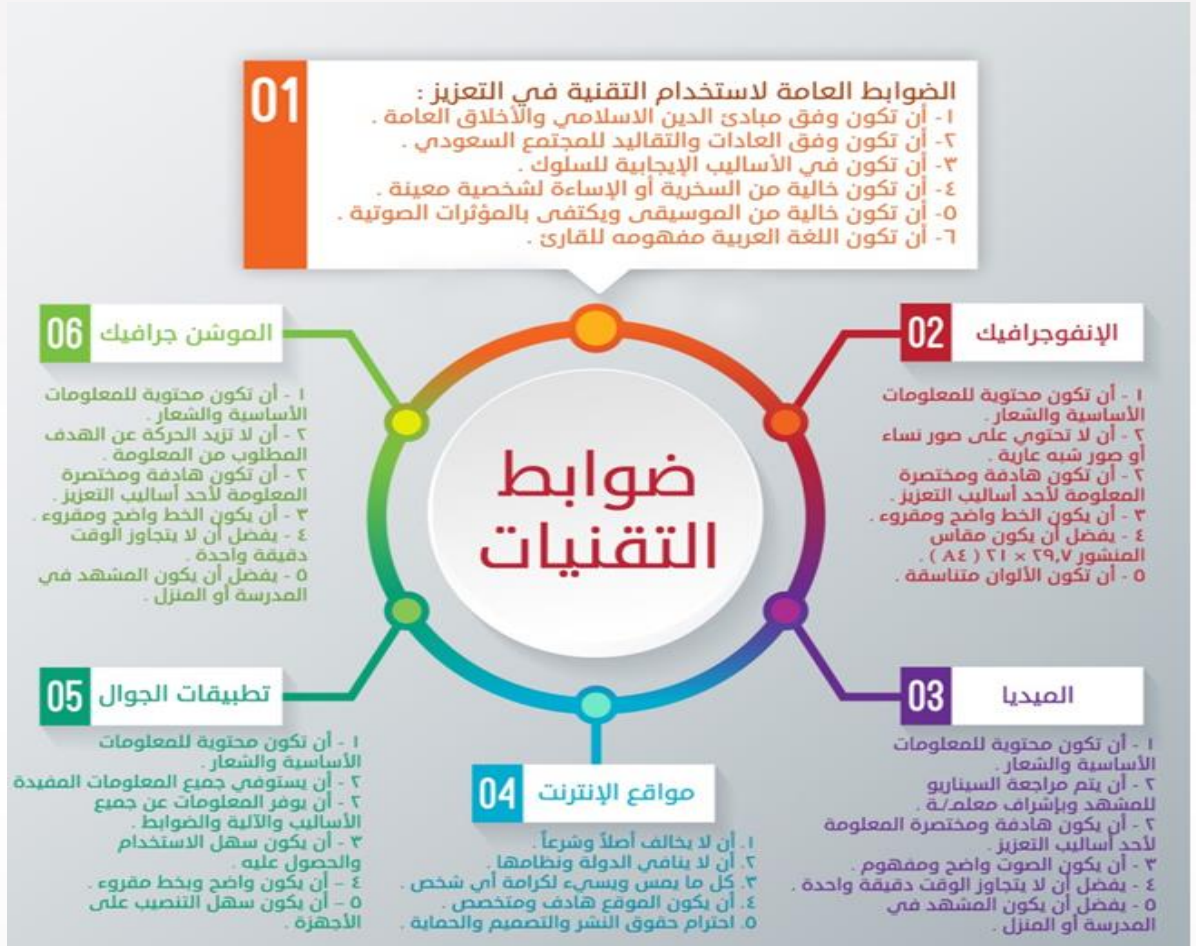 01
الضوابط العامة لاستخدام التقنية في التعزيز :
١- أن تكون وفق مبادئ الدين الاسلامي والأخلاق العامة .
٢- أن تكون وفق العادات والتقاليد للمجتمع السعودي .
٣- أن تكون في الأساليب الإيجابية للسلوك .
٤- أن تكون خالية من السخرية أو الإساءة لشخصية معينة .
٥- أن تكون خالية من الموسيقى ويكتفى بالمؤثرات الصوتية .
٦- أن تكون اللغة العربية مفهومه للقارئ .
ضوابط
التقنيات
02
الإنفوجرافيك
١ - أن تكون محتوية للمعلومات
الأساسية والشعار .
٢ - أن لا تحتوي على صور نساء
أو صور شبه عارية .
٢ - أن تكون هادفة ومختصرة
المعلومة لأحد أساليب التعزيز .
٣ - أن يكون الخط واضح ومقروء .
٤ - يفضل أن يكون مقاس
المنشور ٢٩,٧ × ٢١ ( A٤ ) .
٥ - أن تكون الألوان متناسقة .
03
الميديا
١ - أن تكون محتوية للمعلومات
الأساسية والشعار .
٢ - أن يتم مراجعة السيناريو
للمشهد وبإشراف معلمـ/ـة .
٢ - أن يكون هادفة ومختصرة المعلومة
لأحد أساليب التعزيز .
٣ - أن يكون الصوت واضح ومفهوم .
٤ - يفضل أن لا يتجاوز الوقت دقيقة واحدة .
٥ - يفضل أن يكون المشهد في
المدرسة أو المنزل .
04
مواقع الإنترنت
١. أن لا يخالف أصلاً وشرعاً .
٢. أن لا ينافي الدولة ونظامها .
٣. كل ما يمس ويسيء لكرامة أي شخص .
٤. أن يكون الموقع هادف ومتخصص .
٥. احترام حقوق النشر والتصميم والحماية .
05
تطبيقات الجوال
١ - أن تكون محتوية للمعلومات
الأساسية والشعار .
٢ - أن يستوفي جميع المعلومات المفيدة
٢ - أن يوفر المعلومات عن جميع
الأساليب والآلية والضوابط .
٣ - أن يكون سهل الاستخدام
والحصول عليه .
٤ – أن يكون واضح وبخط مقروء .
٥ – أن يكون سهل التنصيب على
الأجهزة .
06
الموشن جرافيك
١ - أن تكون محتوية للمعلومات
الأساسية والشعار .
٢ - أن لا تزيد الحركة عن الهدف
المطلوب من المعلومة .
٢ - أن تكون هادفة ومختصرة
المعلومة لأحد أساليب التعزيز .
٣ - أن يكون الخط واضح ومقروء .
٤ - يفضل أن لا يتجاوز الوقت
دقيقة واحدة .
٥ - يفضل أن يكون المشهد في
المدرسة أو المنزل .